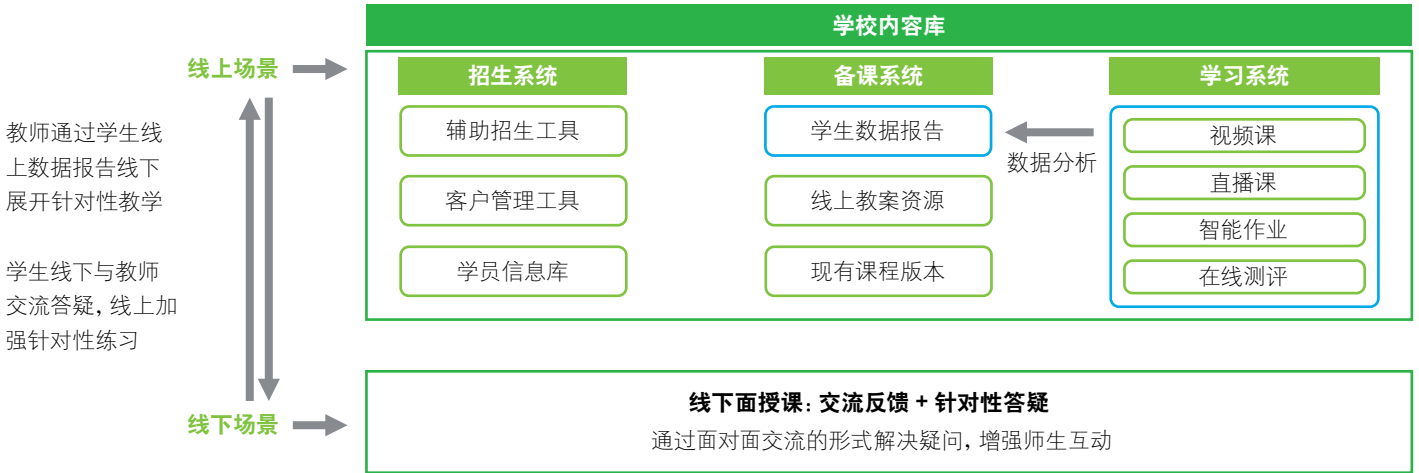 学校内容库
线上场景
招生系统
备课系统
学习系统
辅助招生工具
客户管理工具
学员信息库
学生数据报告
线上教案资源
现有课程版本
数据分析
视频课
直播课
智能作业
在线测评
教师通过学生线
上数据报告线下
展开针对性教学
学生线下与教师
交流答疑, 线上加
强针对性练习
线下场景
线下面授课: 交流反馈 + 针对性答疑
通过面对面交流的形式解决疑问, 增强师生互动